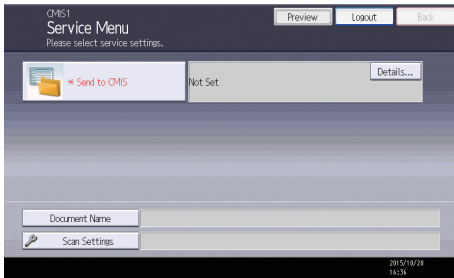 CMIS1
Service Menu
Please select service settings.
Preview
Logout
Back
* Send to CMIS
Not Set
Details...
Document Name
Scan Settings
2015/10/20
16:36